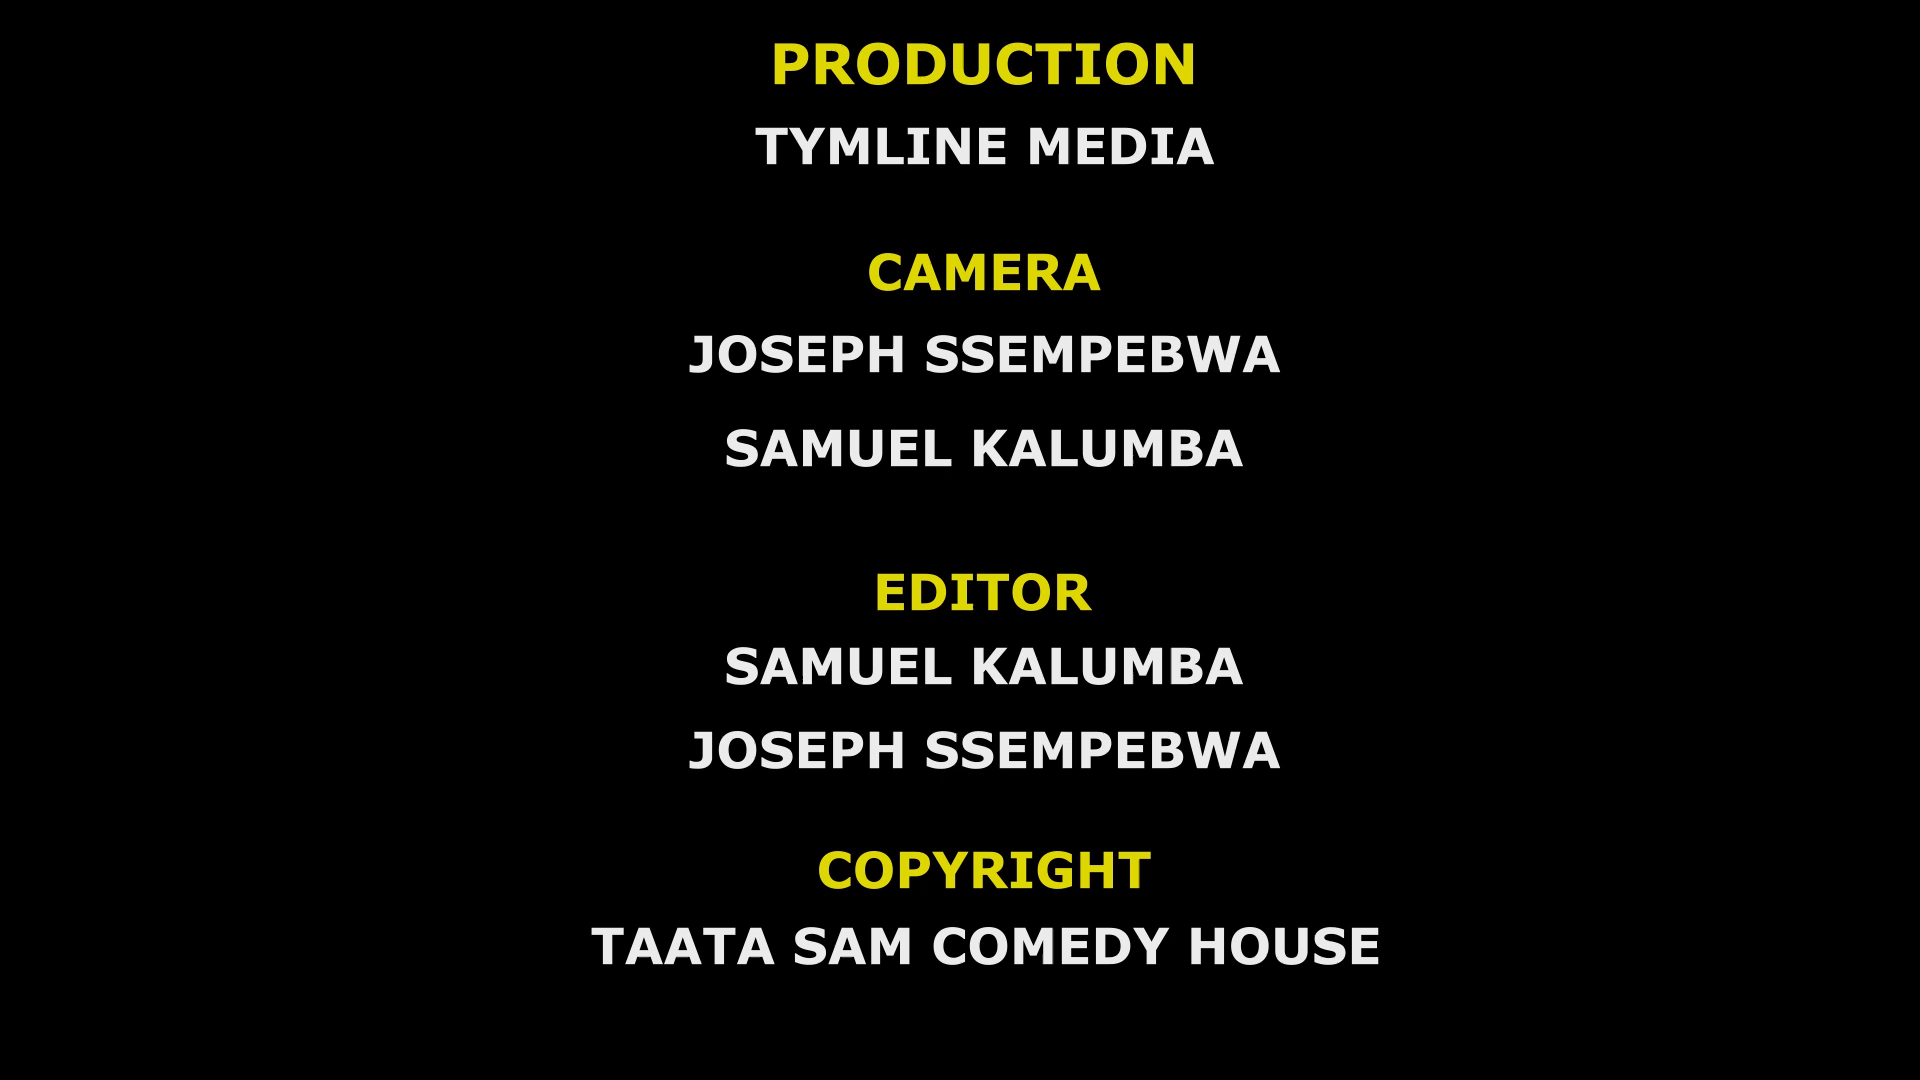 PRODUCTION
TYMLINE MEDIA
CAMERA
JOSEPH SSEMPEBWA
SAMUEL KALUMBA
EDITOR
SAMUEL KALUMBA
JOSEPH SSEMPEBWA
COPYRIGHT
TAATA SAM COMEDY HOUSE